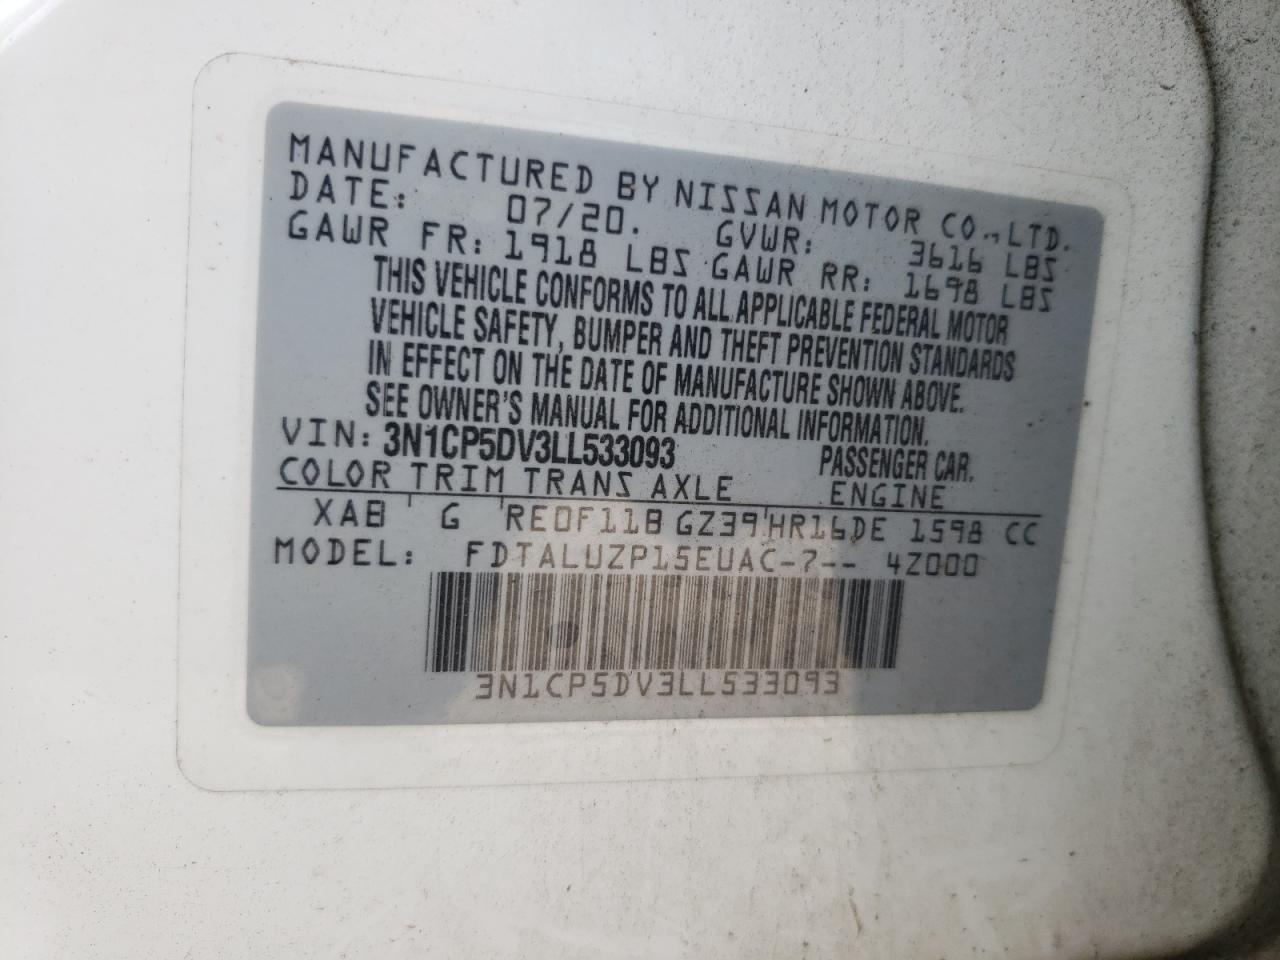 MANUFACTURED BY NISSAN MOTOR CO.,LTD.
DATE: 07/20. GVWR: 3616 LBS
GAWR FR: 1918 LBS GAWR RR: 1698 LBS
THIS VEHICLE CONFORMS TO ALL APPLICABLE FEDERAL MOTOR
VEHICLE SAFETY, BUMPER AND THEFT PREVENTION STANDARDS
IN EFFECT ON THE DATE OF MANUFACTURE SHOWN ABOVE.
SEE OWNER'S MANUAL FOR ADDITIONAL INFORMATION.
VIN: 3N1CP5DV3LL533093 PASSENGER CAR.
COLOR TRIM TRANS AXLE ENGINE
XAB G RE0F11B GZ39 HR16DE 1598 CC
MODEL: FDTALUZP15EUAC-7-- 4Z000
3N1CP5DV3LL533093